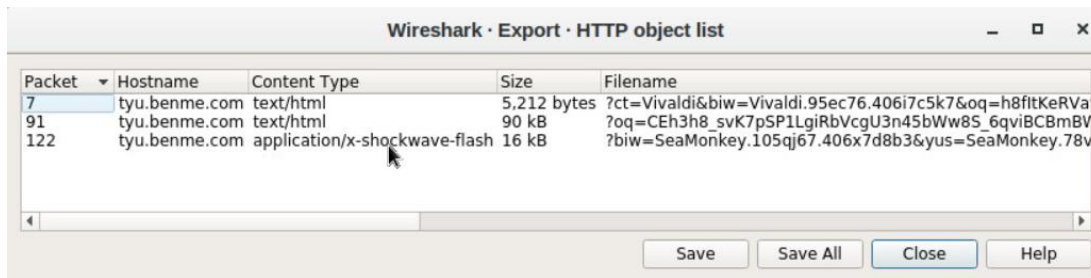 Wireshark · Export · HTTP object list
Packet Hostname Content Type Size Filename
7 tyu.benme.com text/html 5,212 bytes ?ct=Vivaldi&biw=Vivaldi.95ec76.406i7c5k7&oq=h8fItKeRVa
91 tyu.benme.com text/html 90 kB ?oq=CEh3h8_svK7pSP1LgiRbVcgU3n45bWw8S_6qviBCBmBW
122 tyu.benme.com application/x-shockwave-flash 16 kB ?biw=SeaMonkey.105qj67.406x7d8b3&yus=SeaMonkey.78v
Save Save All Close Help